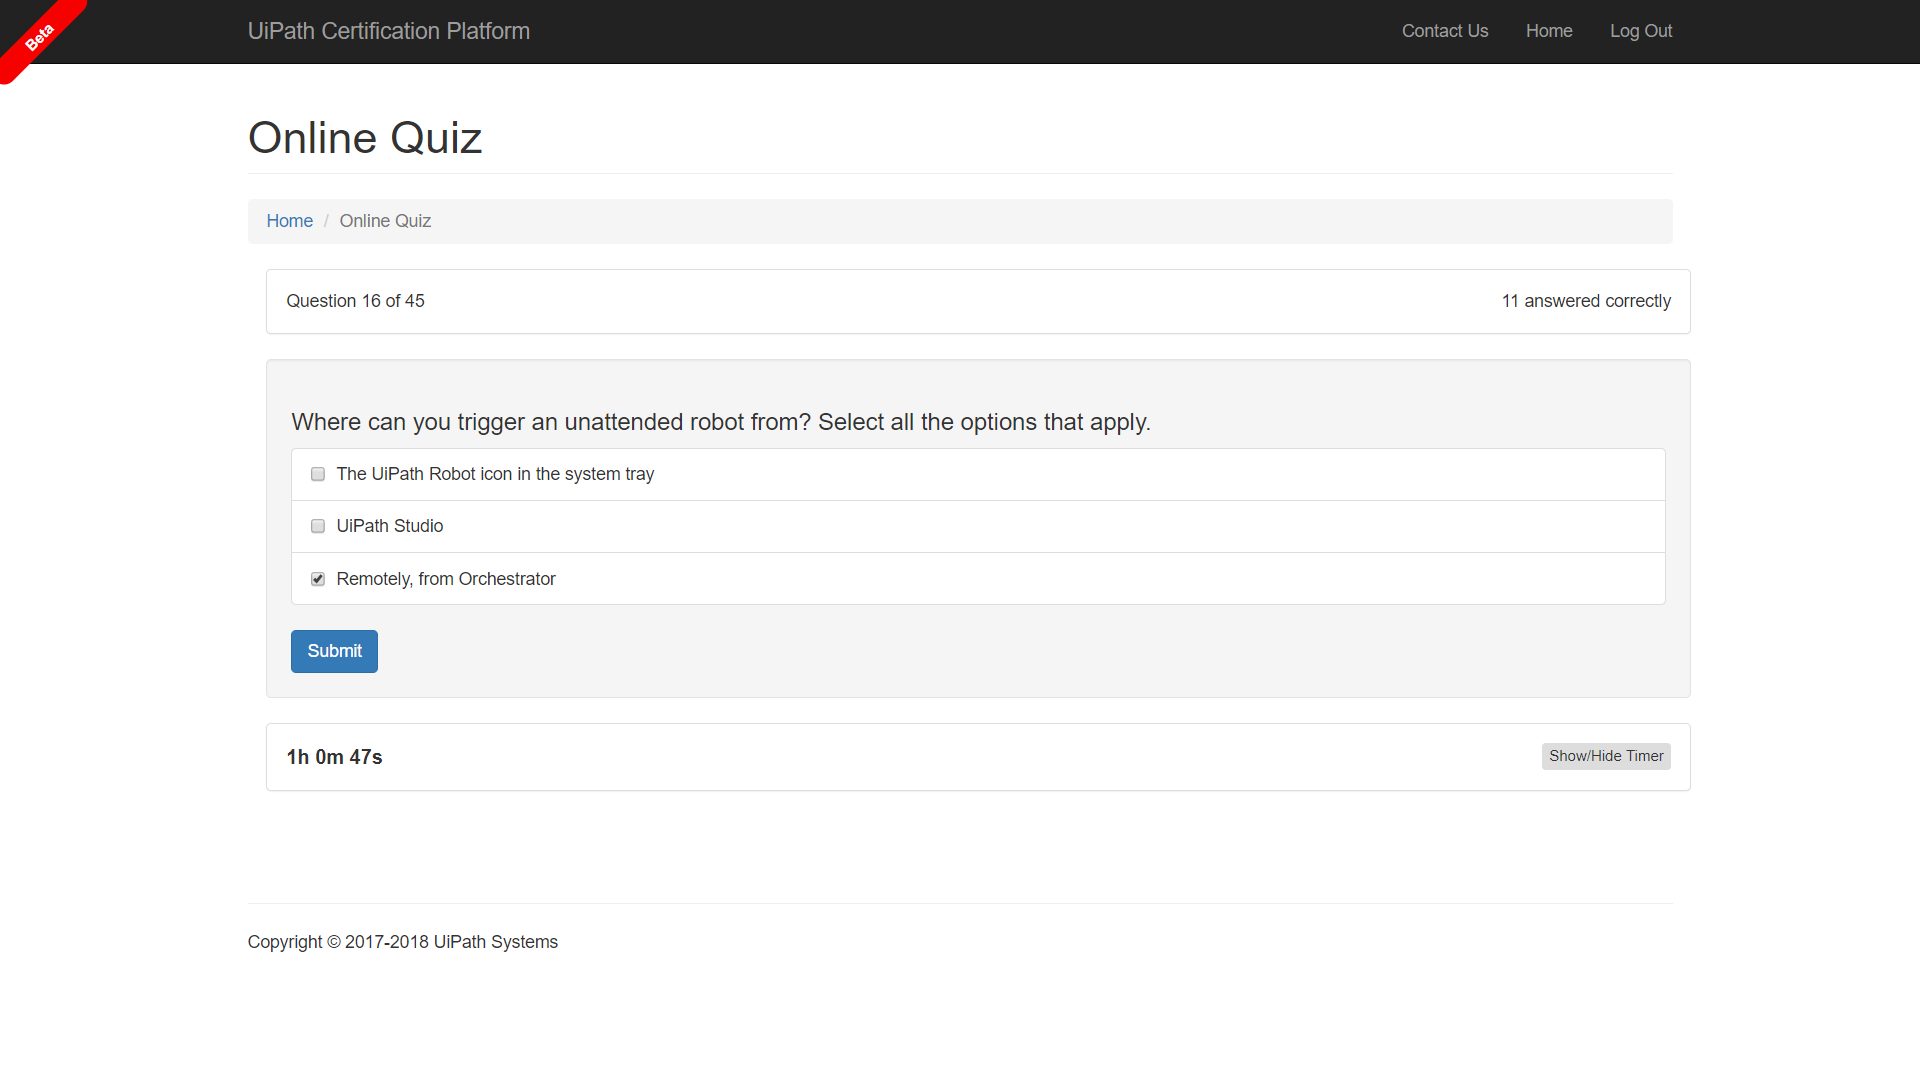 Beta
UiPath Certification Platform
Contact Us
Home
Log Out
Online Quiz
Home / Online Quiz
Question 16 of 45
11 answered correctly
Where can you trigger an unattended robot from? Select all the options that apply.
The UiPath Robot icon in the system tray
UiPath Studio
Remotely, from Orchestrator
Submit
1h 0m 47s
Show/Hide Timer
Copyright © 2017-2018 UiPath Systems